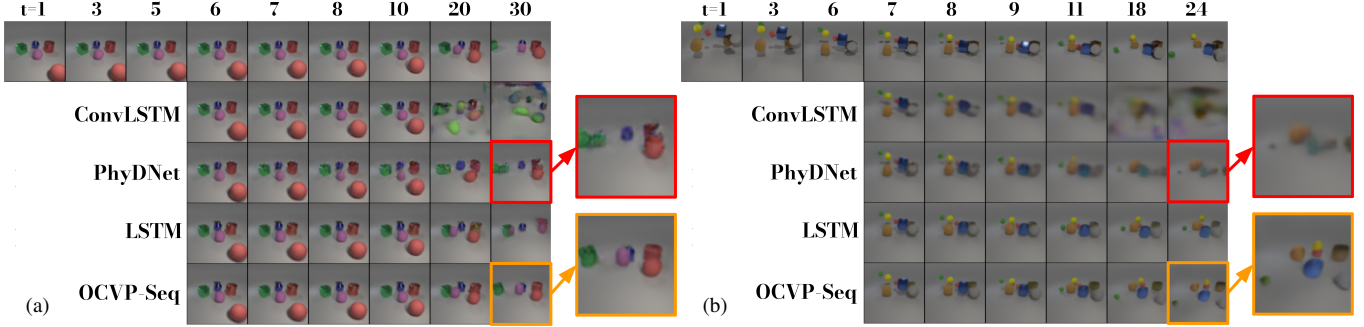 t=1 3 5 6 7 8 10 20 30
ConvLSTM
PhyDNet
LSTM
(a) OCVP-Seq
t=1 3 6 7 8 9 11 18 24
ConvLSTM
PhyDNet
LSTM
(b) OCVP-Seq